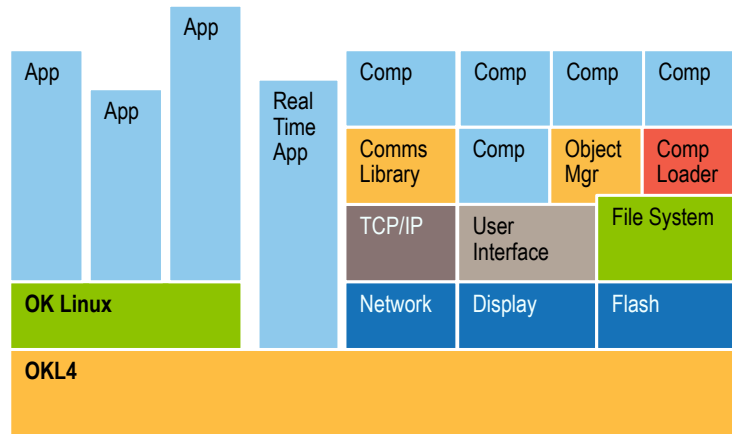 App
App
App
Real
Time
App
Comp
Comp
Comp
Comp
Comms
Library
Comp
Object
Mgr
Comp
Loader
TCP/IP
User
Interface
File System
OK Linux
Network
Display
Flash
OKL4